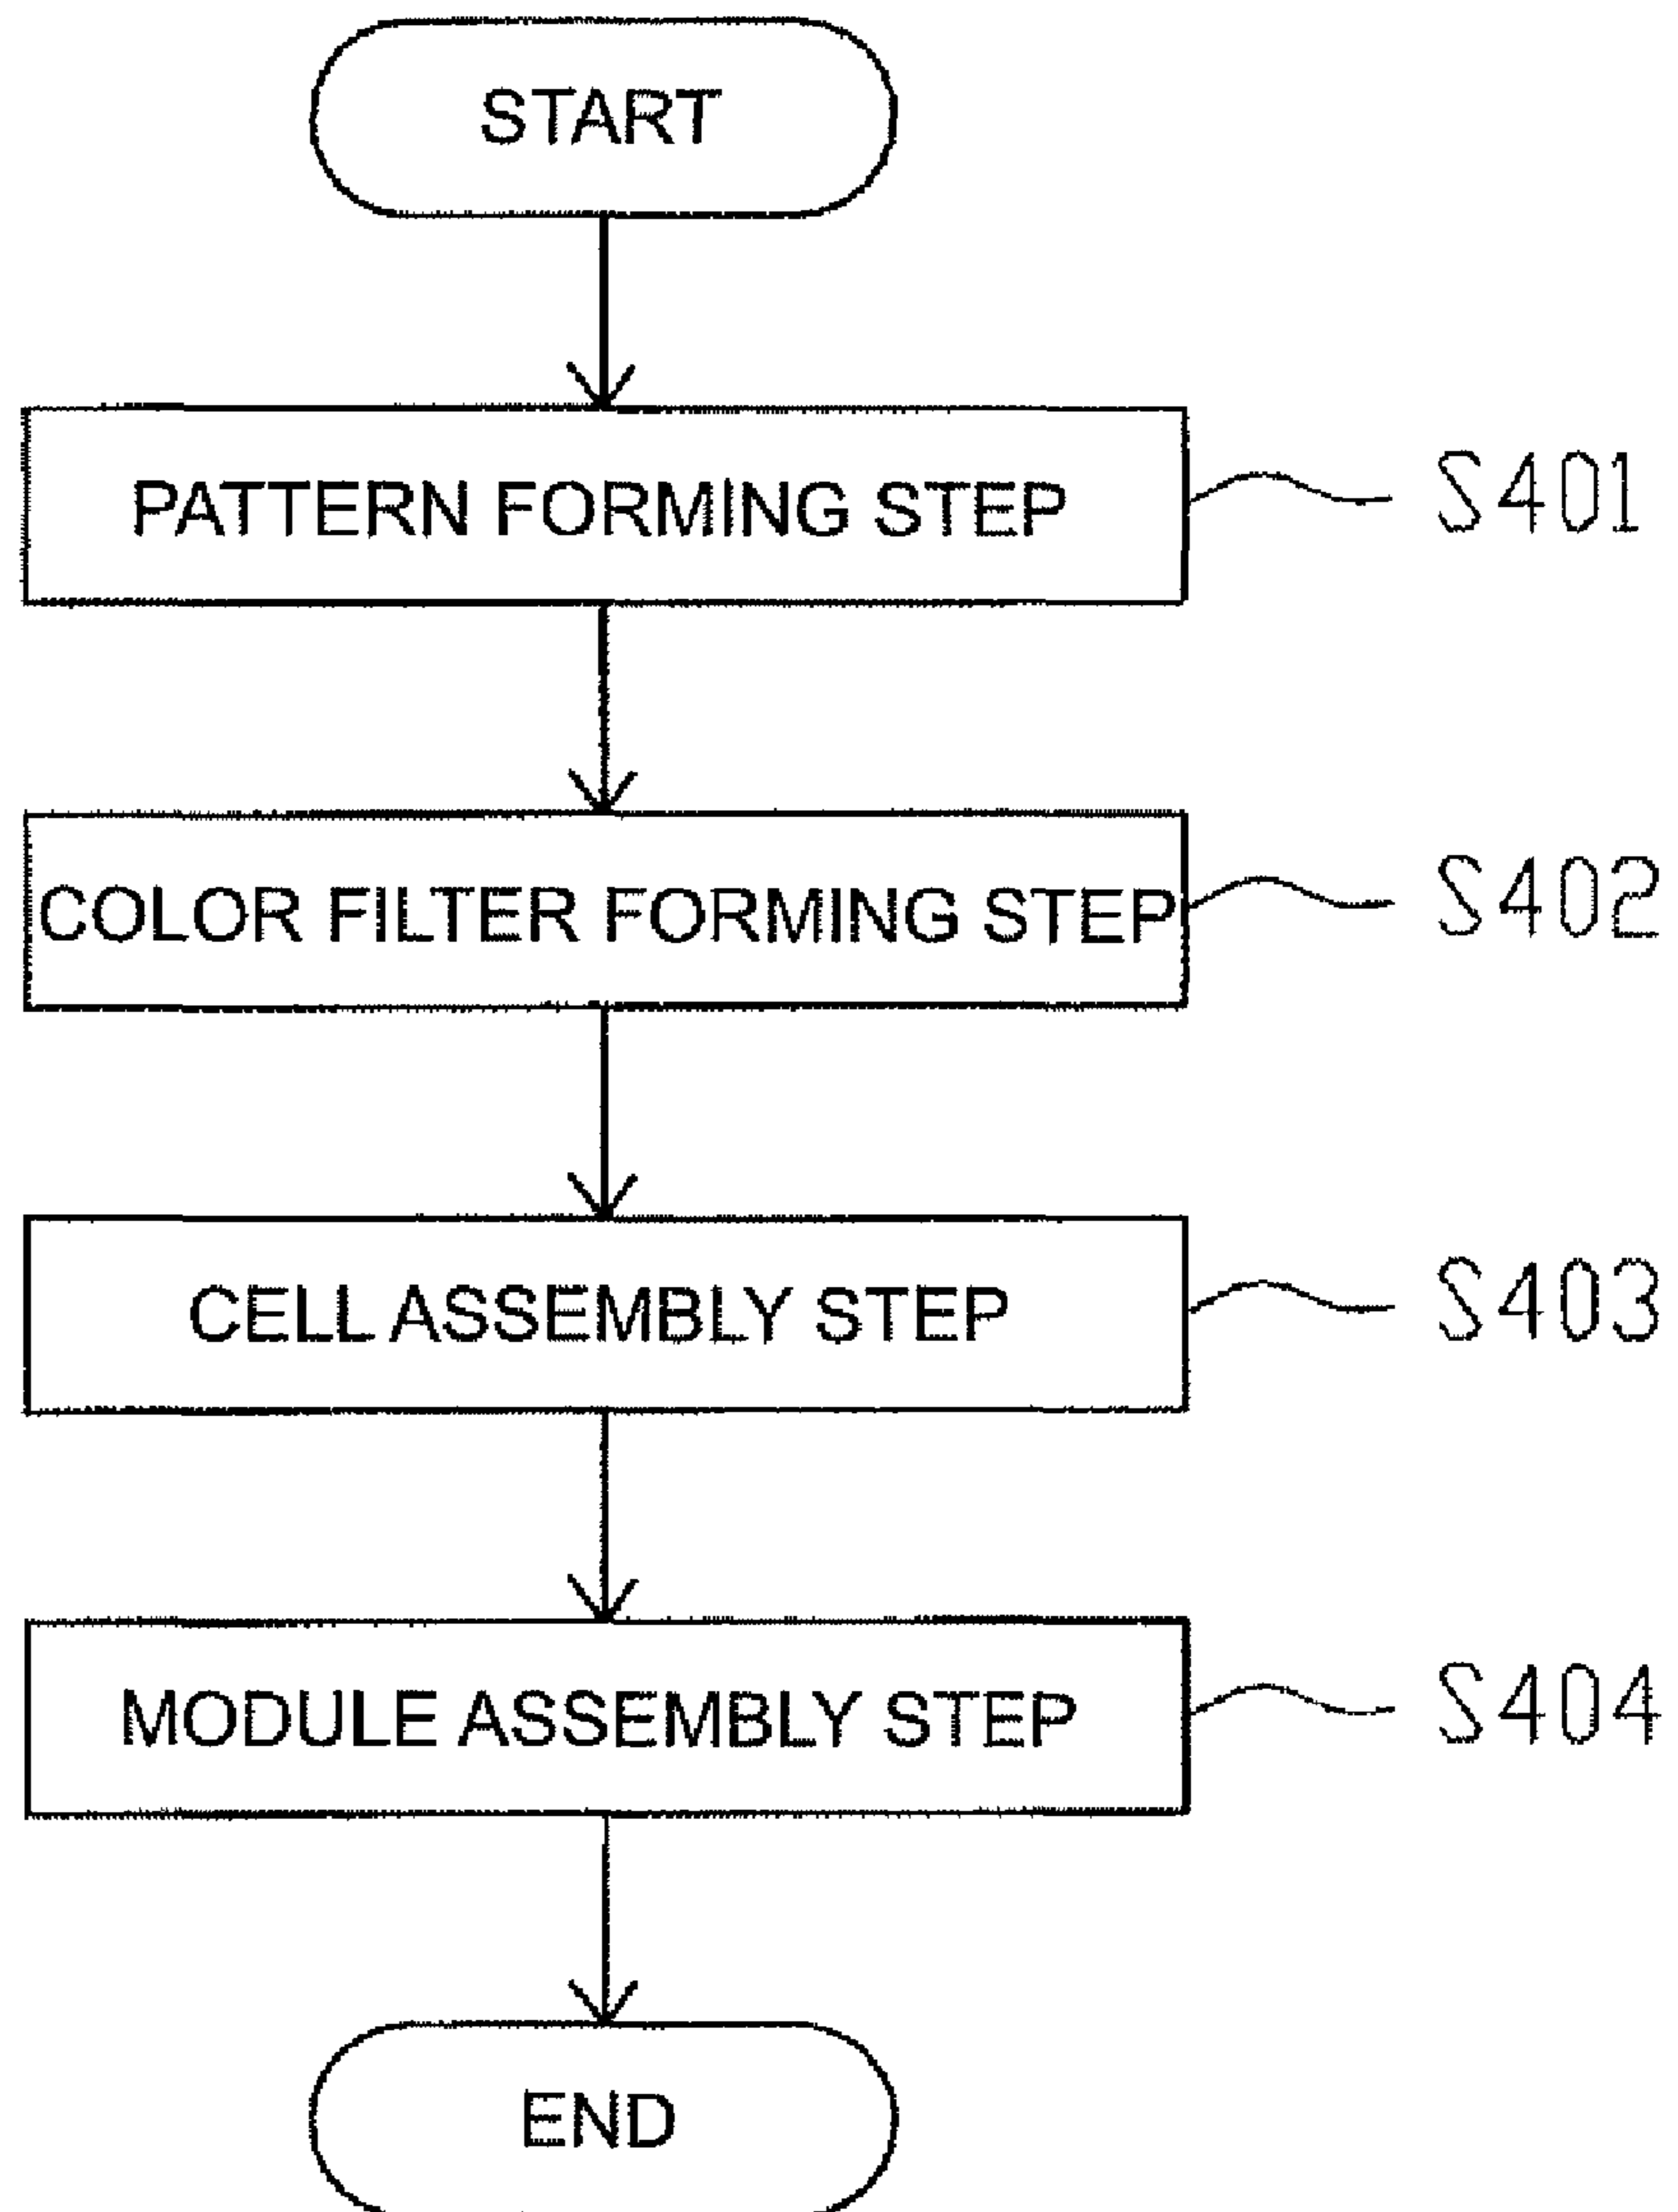 START
PATTERN FORMING STEP S401
COLOR FILTER FORMING STEP S402
CELL ASSEMBLY STEP S403
MODULE ASSEMBLY STEP S404
END